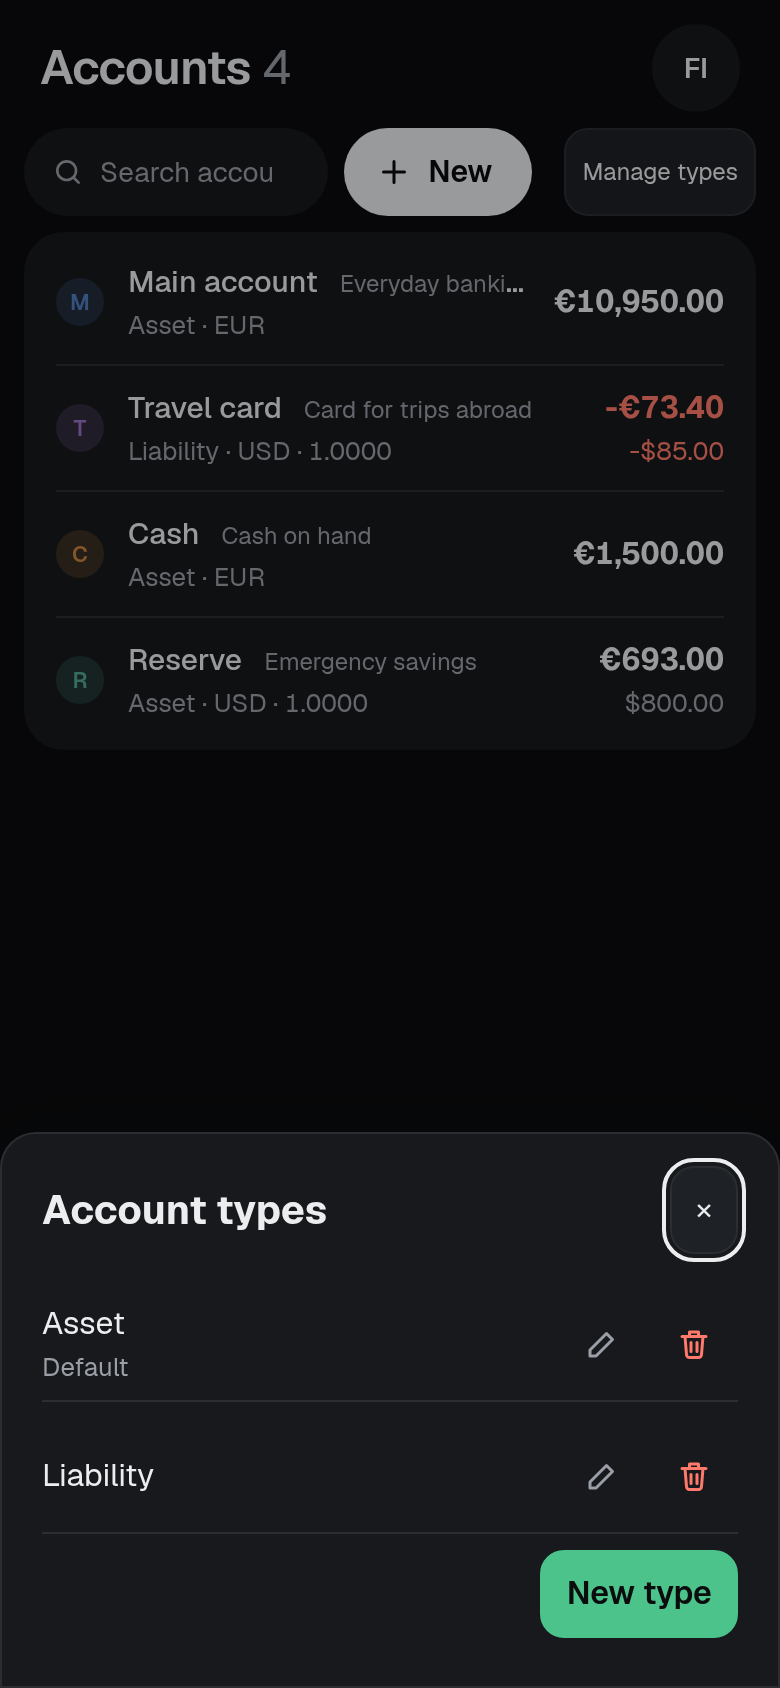 Accounts 4
FI
Search accou
New
Manage types
M
Main account Everyday banki...
€10,950.00
Asset · EUR
T
Travel card Card for trips abroad
-€73.40
Liability · USD · 1.0000
-$85.00
C
Cash Cash on hand
€1,500.00
Asset · EUR
R
Reserve Emergency savings
€693.00
Asset · USD · 1.0000
$800.00
Account types
×
Asset
Default
Liability
New type